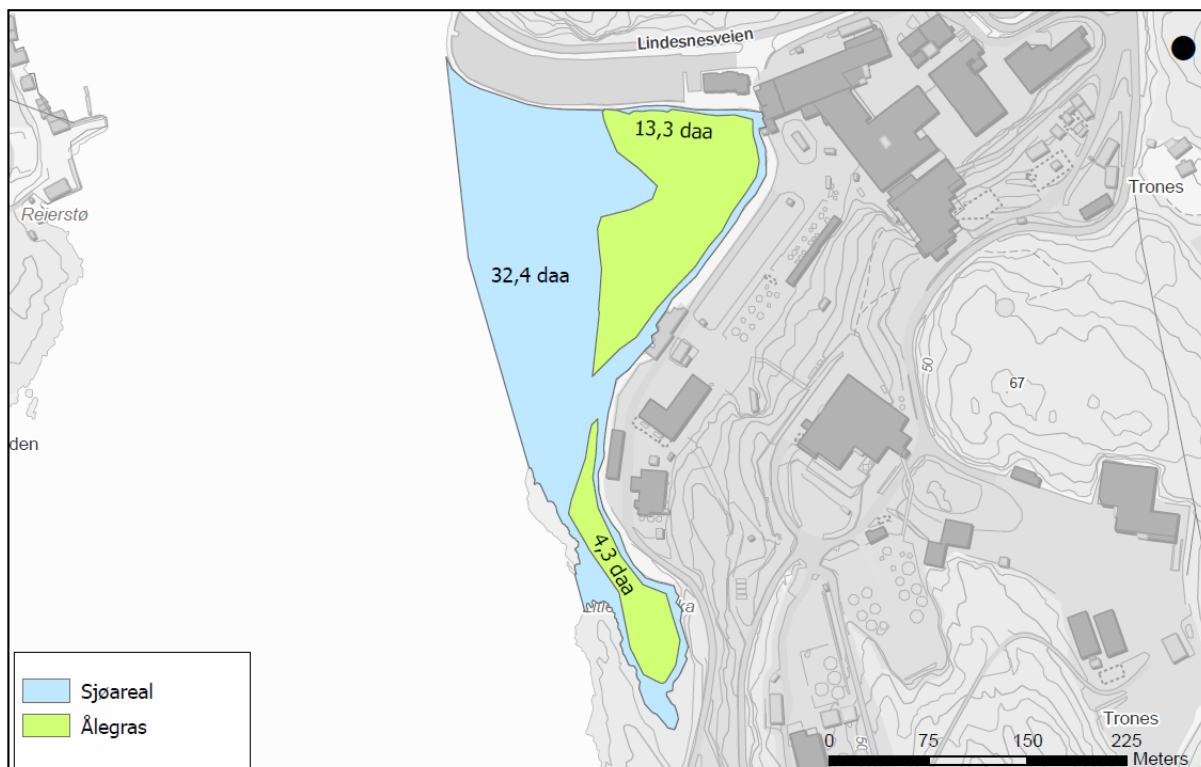 Lindesnesveien
13,3 daa
Trones
Reierstø
32,4 daa
50
67
den
4,3 daa
Sjøareal
Ålegras
Trones
50
0 75 150 225
Meters